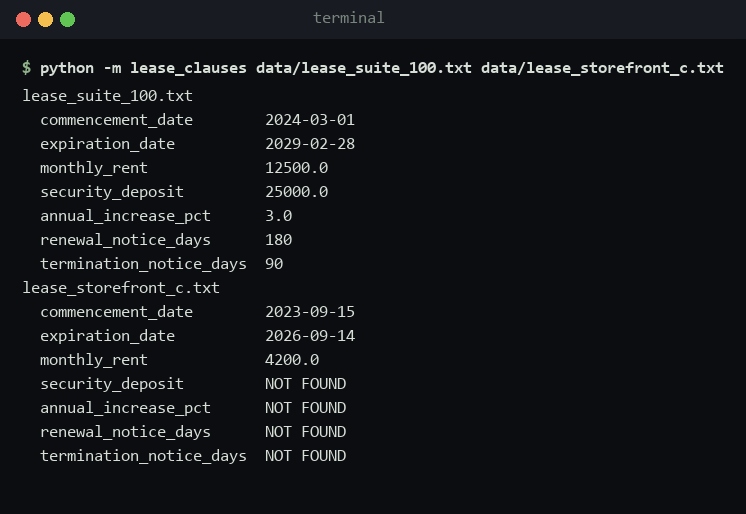 terminal
$ python -m lease_clauses data/lease_suite_100.txt data/lease_storefront_c.txt
lease_suite_100.txt
commencement_date 2024-03-01
expiration_date 2029-02-28
monthly_rent 12500.0
security_deposit 25000.0
annual_increase_pct 3.0
renewal_notice_days 180
termination_notice_days 90
lease_storefront_c.txt
commencement_date 2023-09-15
expiration_date 2026-09-14
monthly_rent 4200.0
security_deposit NOT FOUND
annual_increase_pct NOT FOUND
renewal_notice_days NOT FOUND
termination_notice_days NOT FOUND